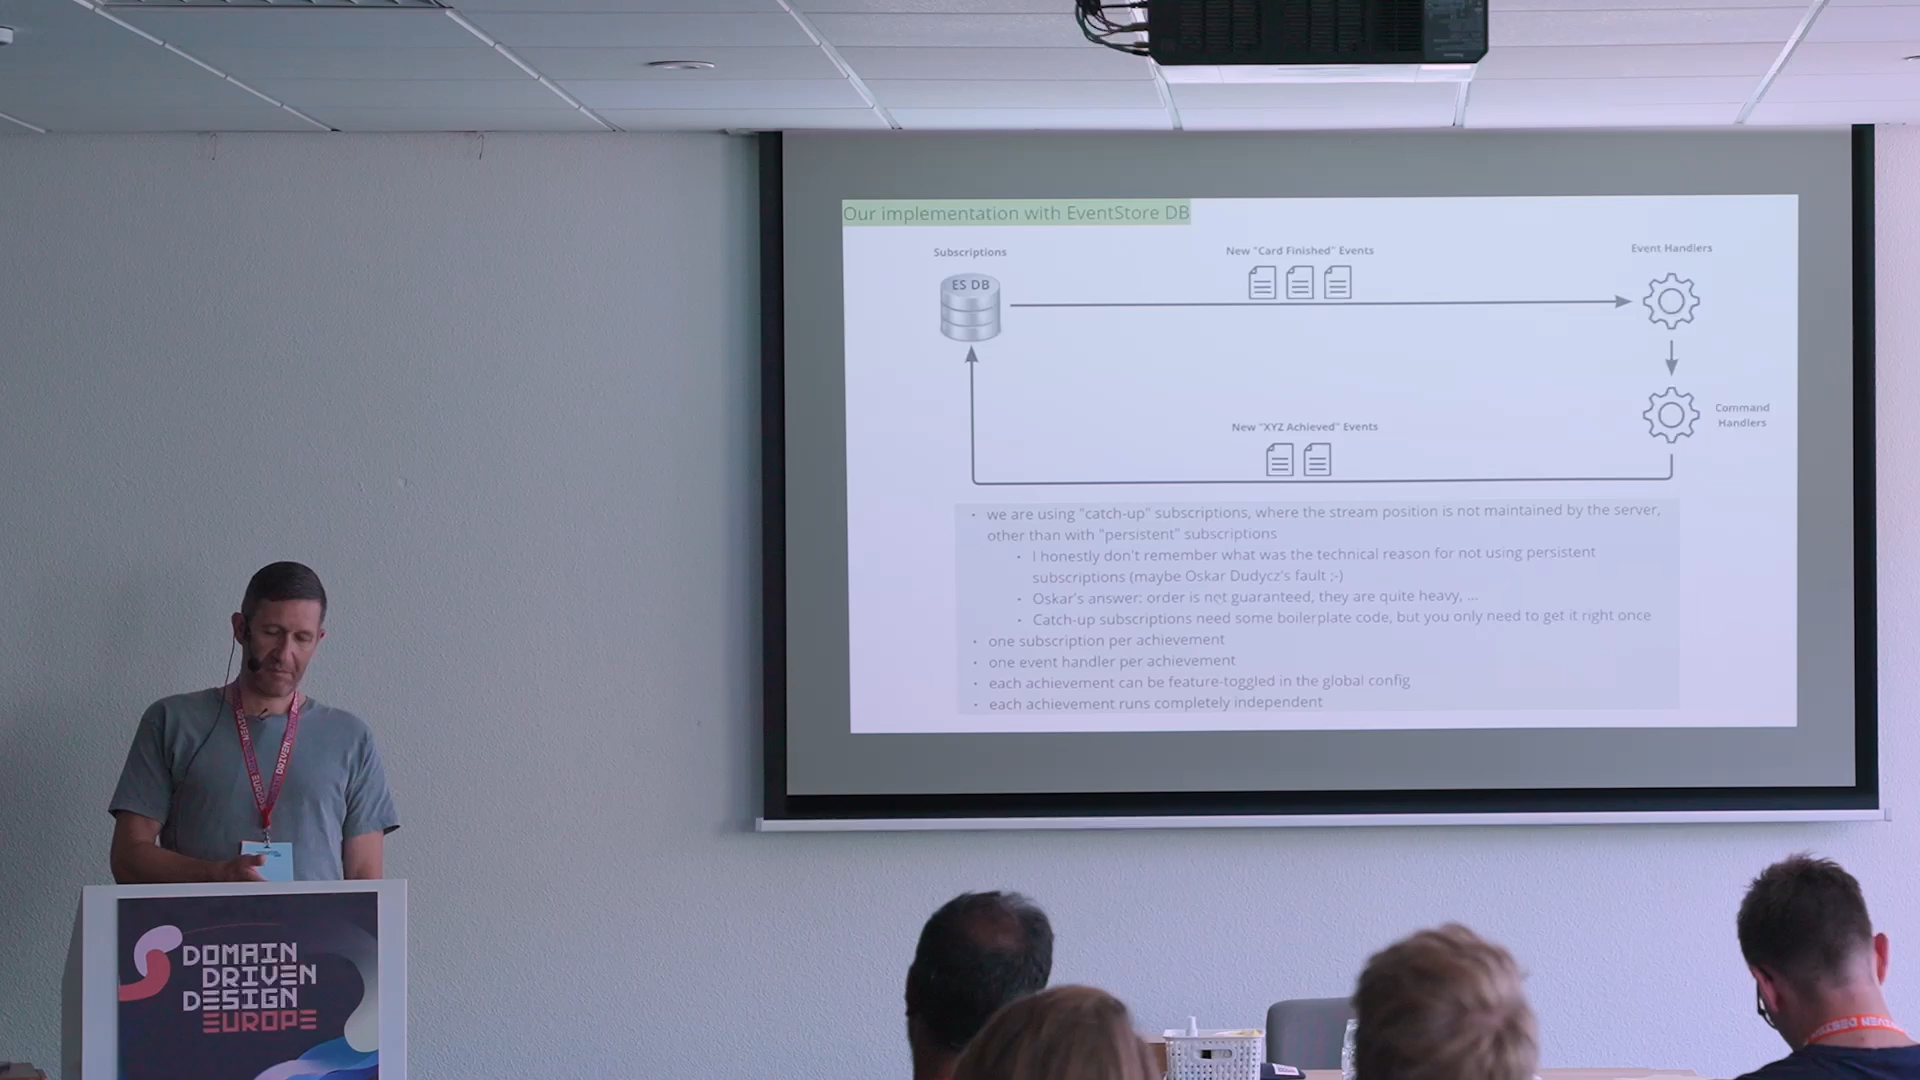 Our implementation with EventStore DB
Subscriptions
New "Card Finished" Events
Event Handlers
ES DB
Command
Handlers
New "XYZ Achieved" Events
• we are using "catch-up" subscriptions, where the stream position is not maintained by the server,
other than with "persistent" subscriptions
• I honestly don't remember what was the technical reason for not using persistent
subscriptions (maybe Oskar Dudycz's fault ;-)
• Oskar's answer: order is not guaranteed, they are quite heavy, ...
• Catch-up subscriptions need some boilerplate code, but you only need to get it right once
• one subscription per achievement
• one event handler per achievement
• each achievement can be feature-toggled in the global config
• each achievement runs completely independent
DOMAIN
DRIVEN
DESIGN
EUROPE